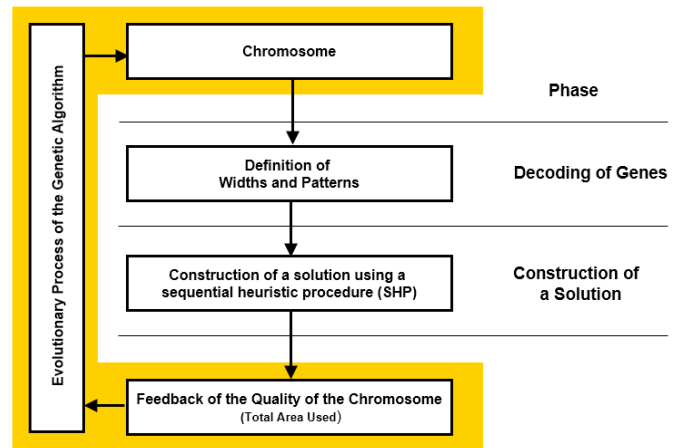 Evolutionary Process of the Genetic Algorithm
Chromosome
Phase
Definition of
Widths and Patterns
Decoding of Genes
Construction of a solution using a
sequential heuristic procedure (SHP)
Construction of
a Solution
Feedback of the Quality of the Chromosome
(Total Area Used)